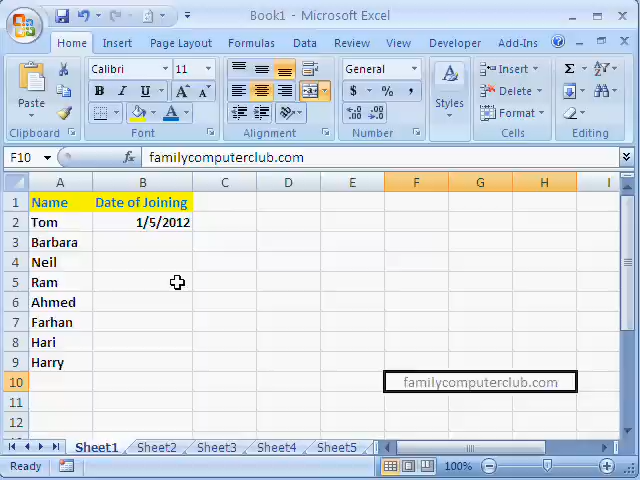 Book1 - Microsoft Excel
Home Insert Page Layout Formulas Data Review View Developer Add-Ins
Calibri 11 General Insert Σ
Paste B I U A A $ % , Styles Delete
A Format
Clipboard Font Alignment Number Cells Editing
F10 fx familycomputerclub.com
A B C D E F G H I
1 Name Date of Joining
2 Tom 1/5/2012
3 Barbara
4 Neil
5 Ram
6 Ahmed
7 Farhan
8 Hari
9 Harry
10 familycomputerclub.com
11
12
Sheet1 Sheet2 Sheet3 Sheet4 Sheet5
Ready 100%